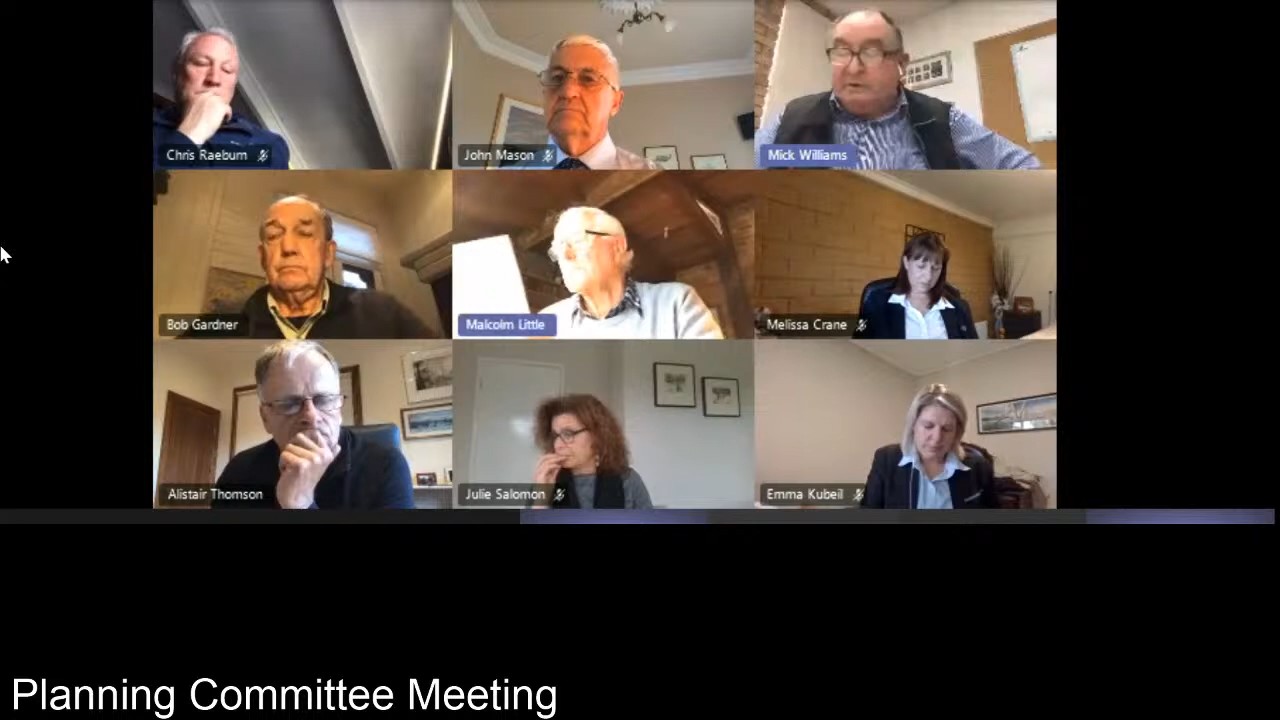 Chris Raeburn
John Mason
Mick Williams
Bob Gardner
Malcolm Little
Melissa Crane
Alistair Thomson
Julie Salomon
Emma Kubeil
Planning Committee Meeting